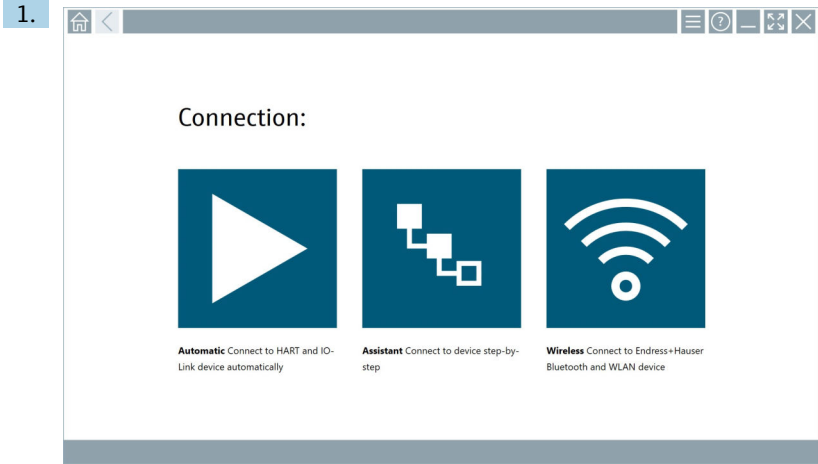 1.
Connection:
Automatic Connect to HART and IO-
Link device automatically
Assistant Connect to device step-by-
step
Wireless Connect to Endress+Hauser
Bluetooth and WLAN device